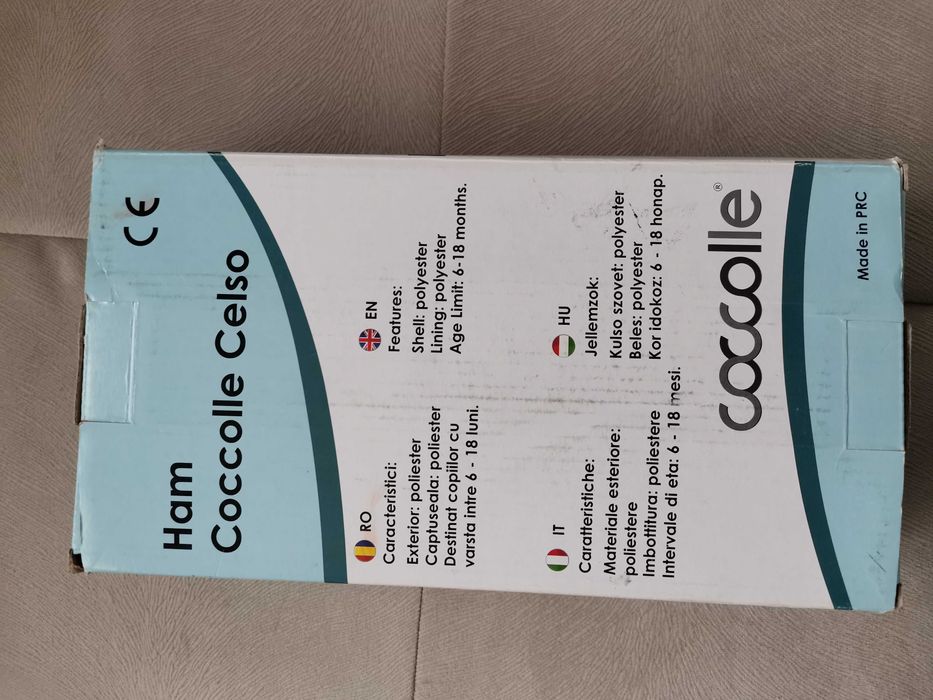 CE
Ham
Coccolle Celso
RO
Caracteristici:
Exterior: poliester
Captuseala: poliester
Destinat copiilor cu
varsta intre 6 - 18 luni.
EN
Features:
Shell: polyester
Lining: polyester
Age Limit: 6-18 months.
IT
Caratteristiche:
Materiale esteriore:
poliestere
Imbottitura: poliestere
Intervale di eta: 6 - 18 mesi.
HU
Jellemzok:
Kulso szovet: polyester
Beles: polyester
Kor idokoz: 6 - 18 honap.
coccolle®
Made in PRC